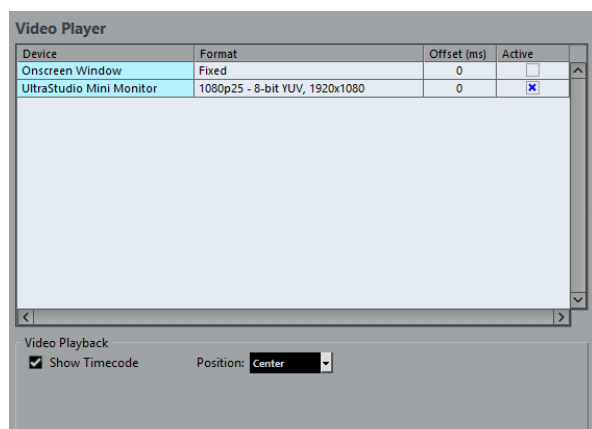 Video Player
Device Format Offset (ms) Active
Onscreen Window Fixed 0
UltraStudio Mini Monitor 1080p25 - 8-bit YUV, 1920x1080 0
Video Playback
Show Timecode Position: Center